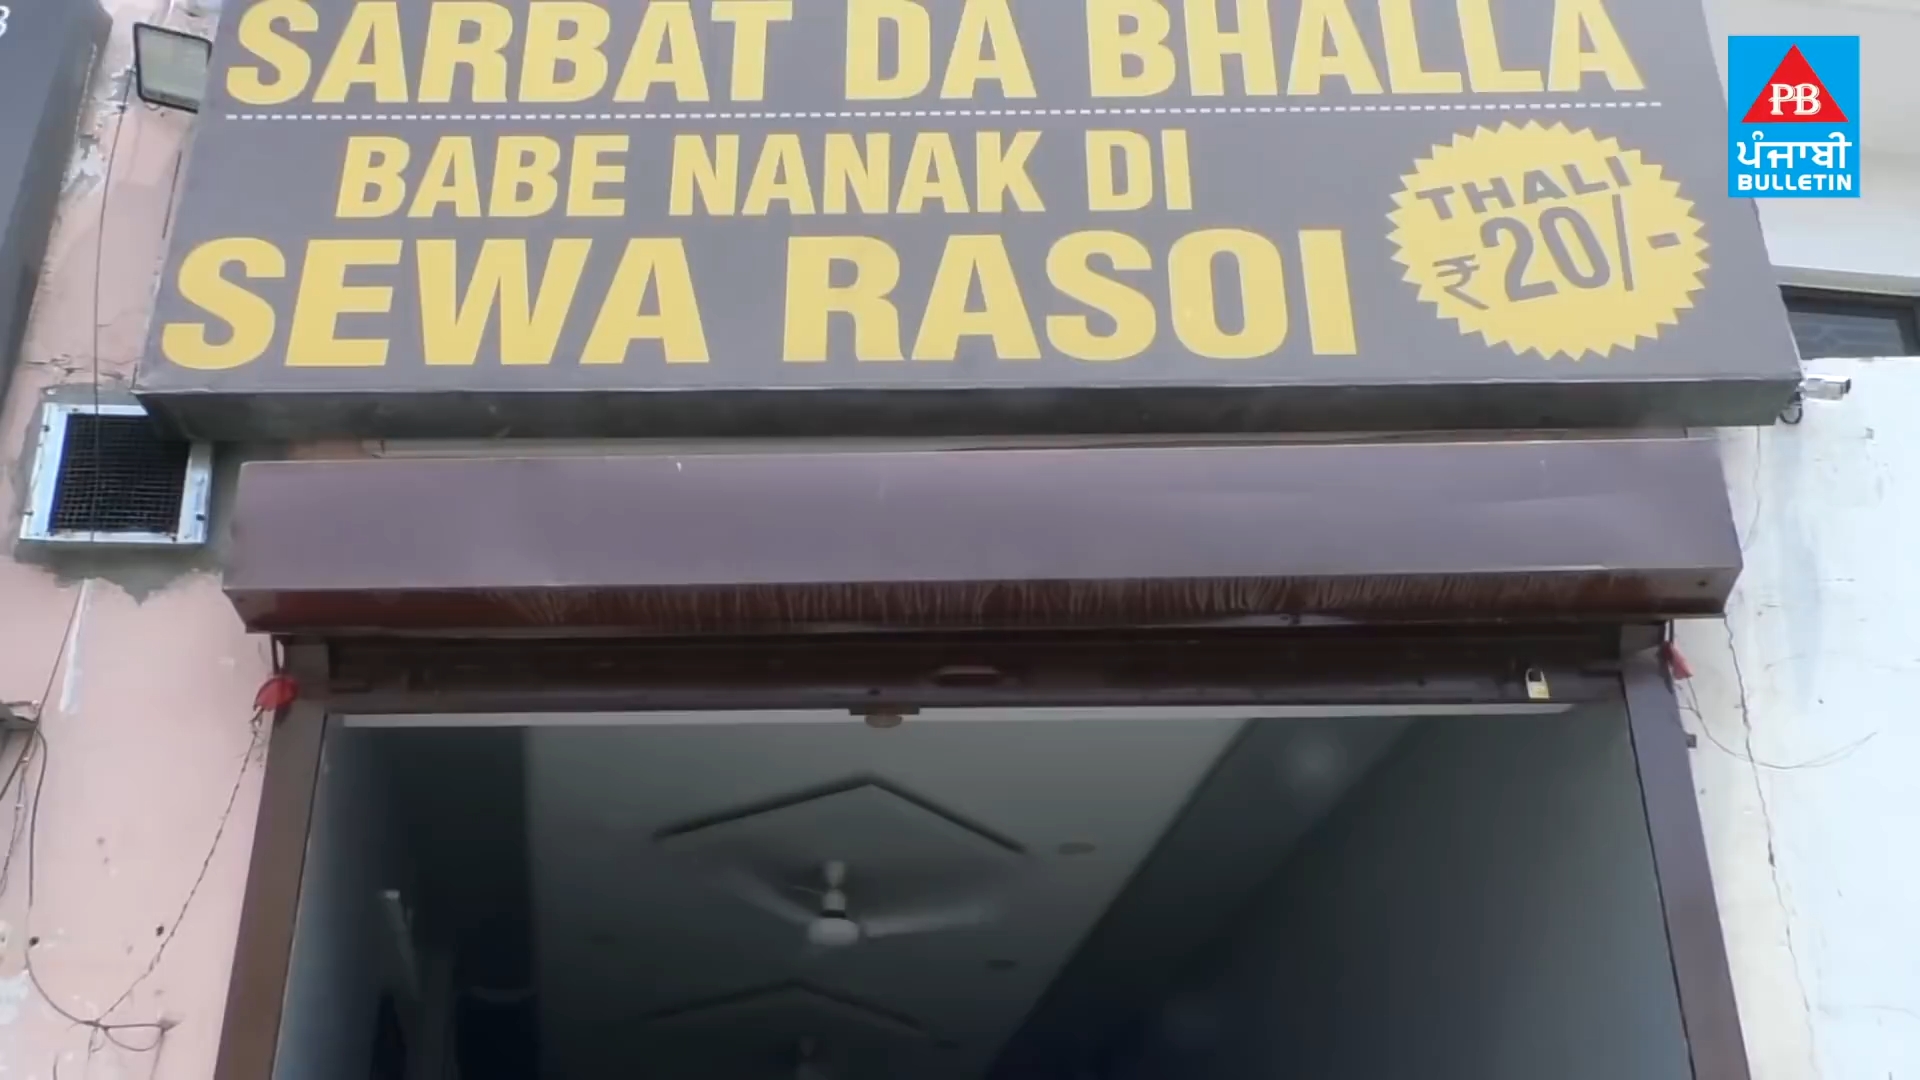 SARBAT DA BHALLA
BABE NANAK DI
SEWA RASOI
THALI
₹20/-
PB
ਪੰਜਾਬੀ
BULLETIN